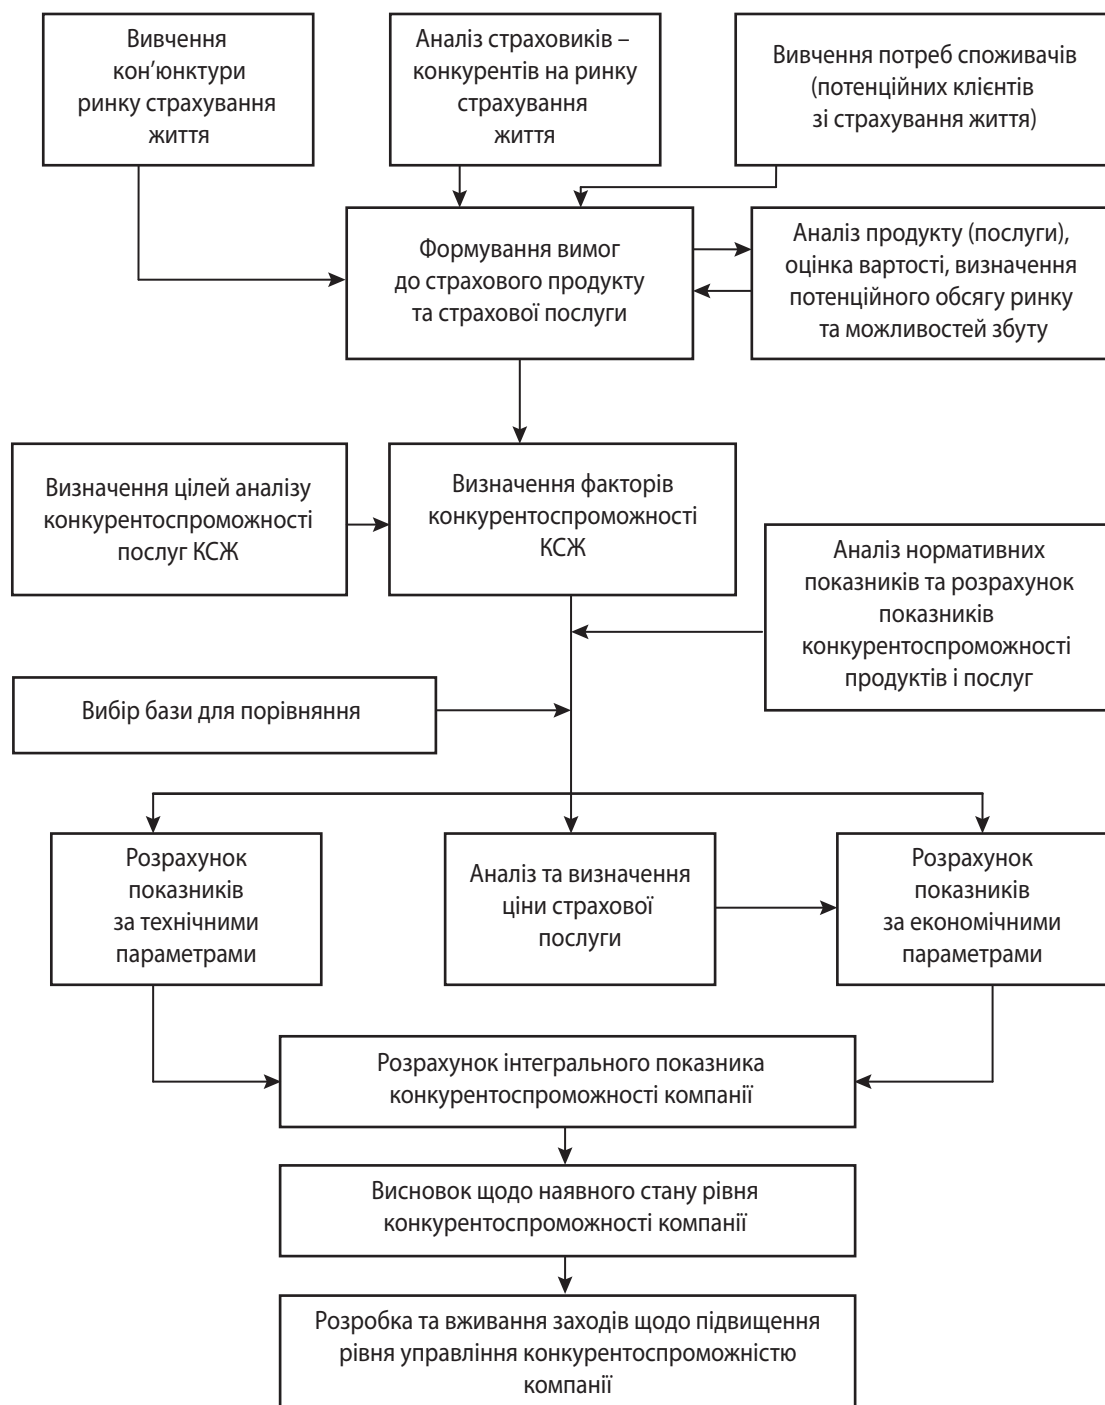 Вивчення
кон’юнктури
ринку страхування
життя
Аналіз страховиків –
конкурентів на ринку
страхування
життя
Вивчення потреб споживачів
(потенційних клієнтів
зі страхування життя)
Формування вимог
до страхового продукту
та страхової послуги
Аналіз продукту (послуги),
оцінка вартості, визначення
потенційного обсягу ринку
та можливостей збуту
Визначення цілей аналізу
конкурентоспроможності
послуг КСЖ
Визначення факторів
конкурентоспроможності
КСЖ
Аналіз нормативних
показників та розрахунок
показників
конкурентоспроможності
продуктів і послуг
Вибір бази для порівняння
Розрахунок
показників
за технічними
параметрами
Аналіз та визначення
ціни страхової
послуги
Розрахунок
показників
за економічними
параметрами
Розрахунок інтегрального показника
конкурентоспроможності компанії
Висновок щодо наявного стану рівня
конкурентоспроможності компанії
Розробка та вживання заходів щодо підвищення
рівня управління конкурентоспроможністю
компанії